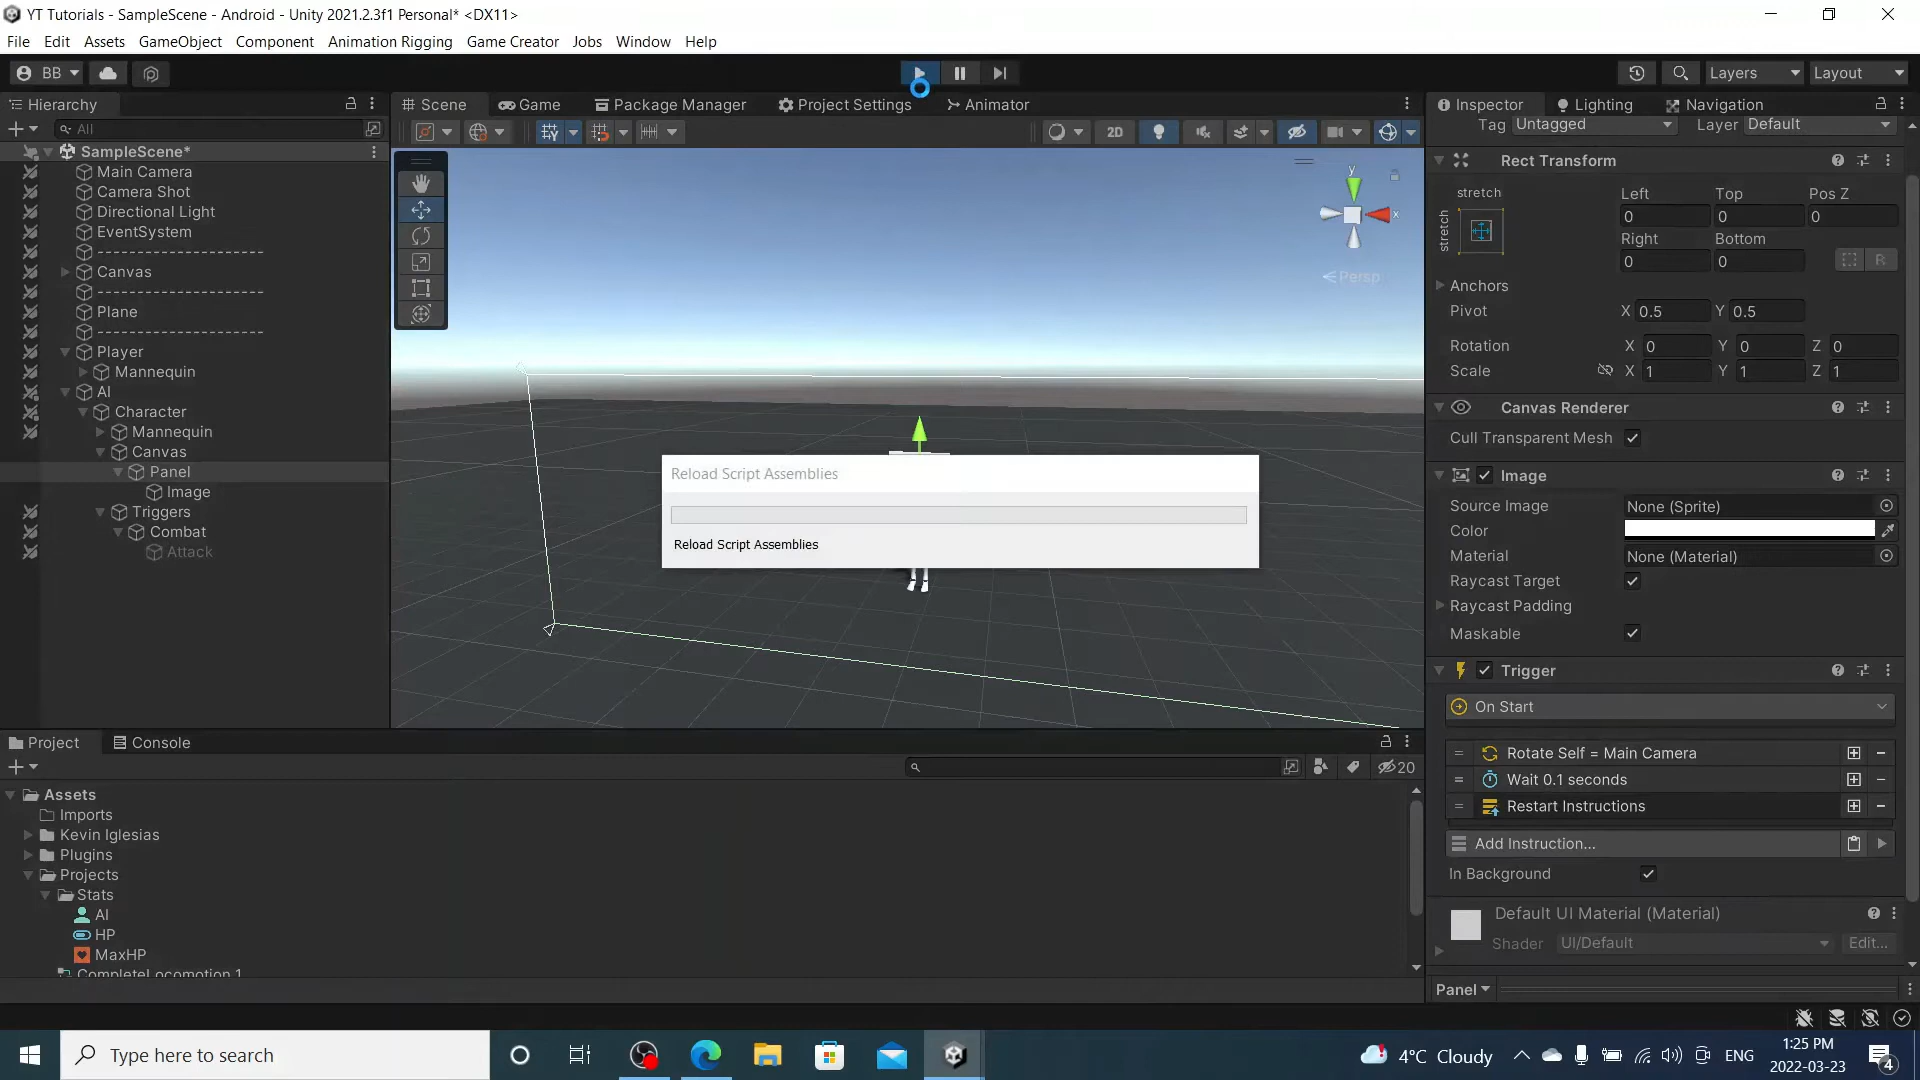 YT Tutorials - SampleScene - Android - Unity 2021.2.3f1 Personal* <DX11>
File Edit Assets GameObject Component Animation Rigging Game Creator Jobs Window Help
BB Layers Layout
Hierarchy
All
SampleScene*
Main Camera
Camera Shot
Directional Light
EventSystem
----------------------
Canvas
----------------------
Plane
----------------------
Player
Mannequin
AI
Character
Mannequin
Canvas
Panel
Image
Triggers
Combat
Attack
Scene Game Package Manager Project Settings Animator
2D
y
x
Persp
Reload Script Assemblies
Reload Script Assemblies
Inspector Lighting Navigation
Tag Untagged Layer Default
Rect Transform
stretch Left Top Pos Z
stretch 0 0 0
Right Bottom
0 0 R
Anchors
Pivot X 0.5 Y 0.5
Rotation X 0 Y 0 Z 0
Scale X 1 Y 1 Z 1
Canvas Renderer
Cull Transparent Mesh
Image
Source Image None (Sprite)
Color
Material None (Material)
Raycast Target
Raycast Padding
Maskable
Trigger
On Start
Rotate Self = Main Camera
Wait 0.1 seconds
Restart Instructions
Add Instruction...
In Background
Default UI Material (Material)
Shader UI/Default Edit...
Panel
Project Console
20
Assets
Imports
Kevin Iglesias
Plugins
Projects
Stats
AI
HP
MaxHP
CompleteLocomotion 1
Type here to search
4°C Cloudy
ENG
1:25 PM
2022-03-23
4